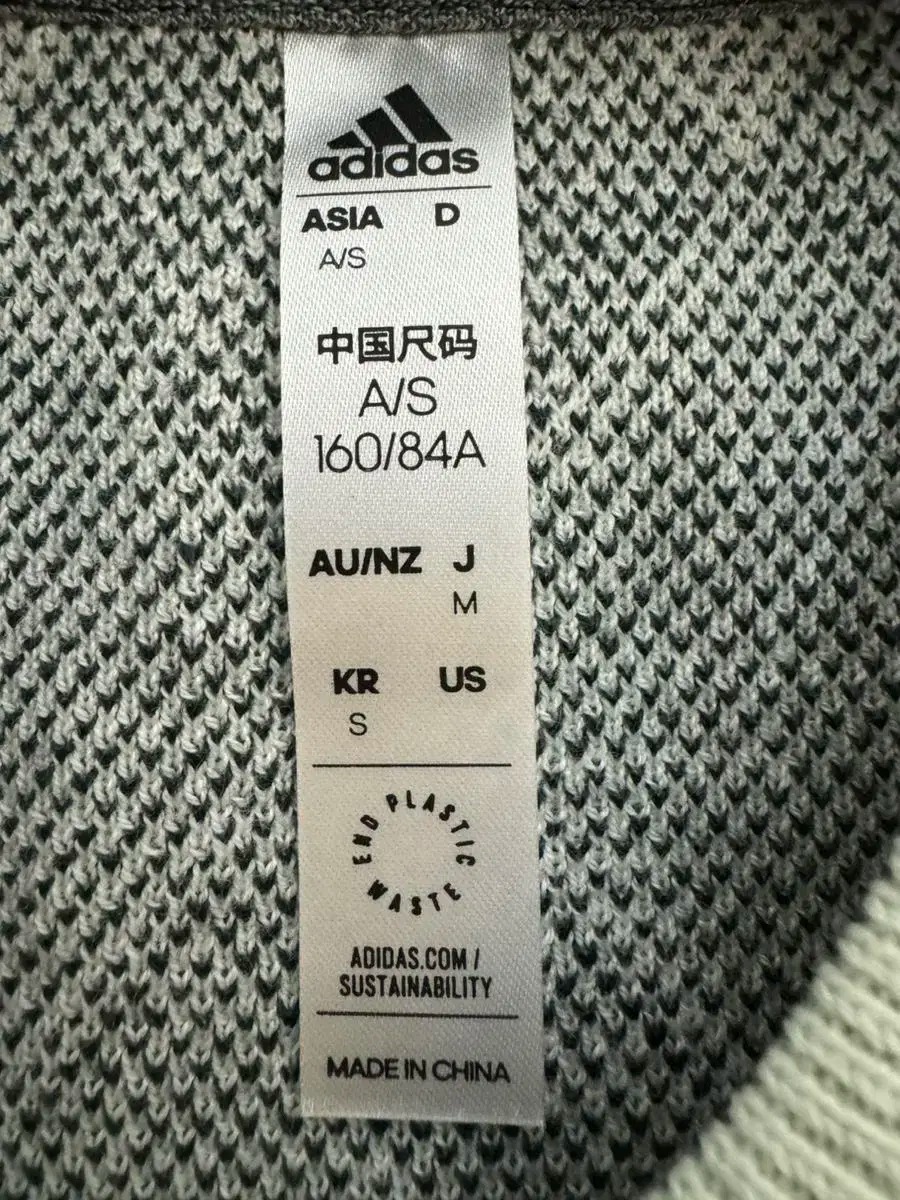 adidas
ASIA D
A/S
中国尺码
A/S
160/84A
AU/NZ J
M
KR US
S
END PLASTIC WASTE
ADIDAS.COM /
SUSTAINABILITY
MADE IN CHINA